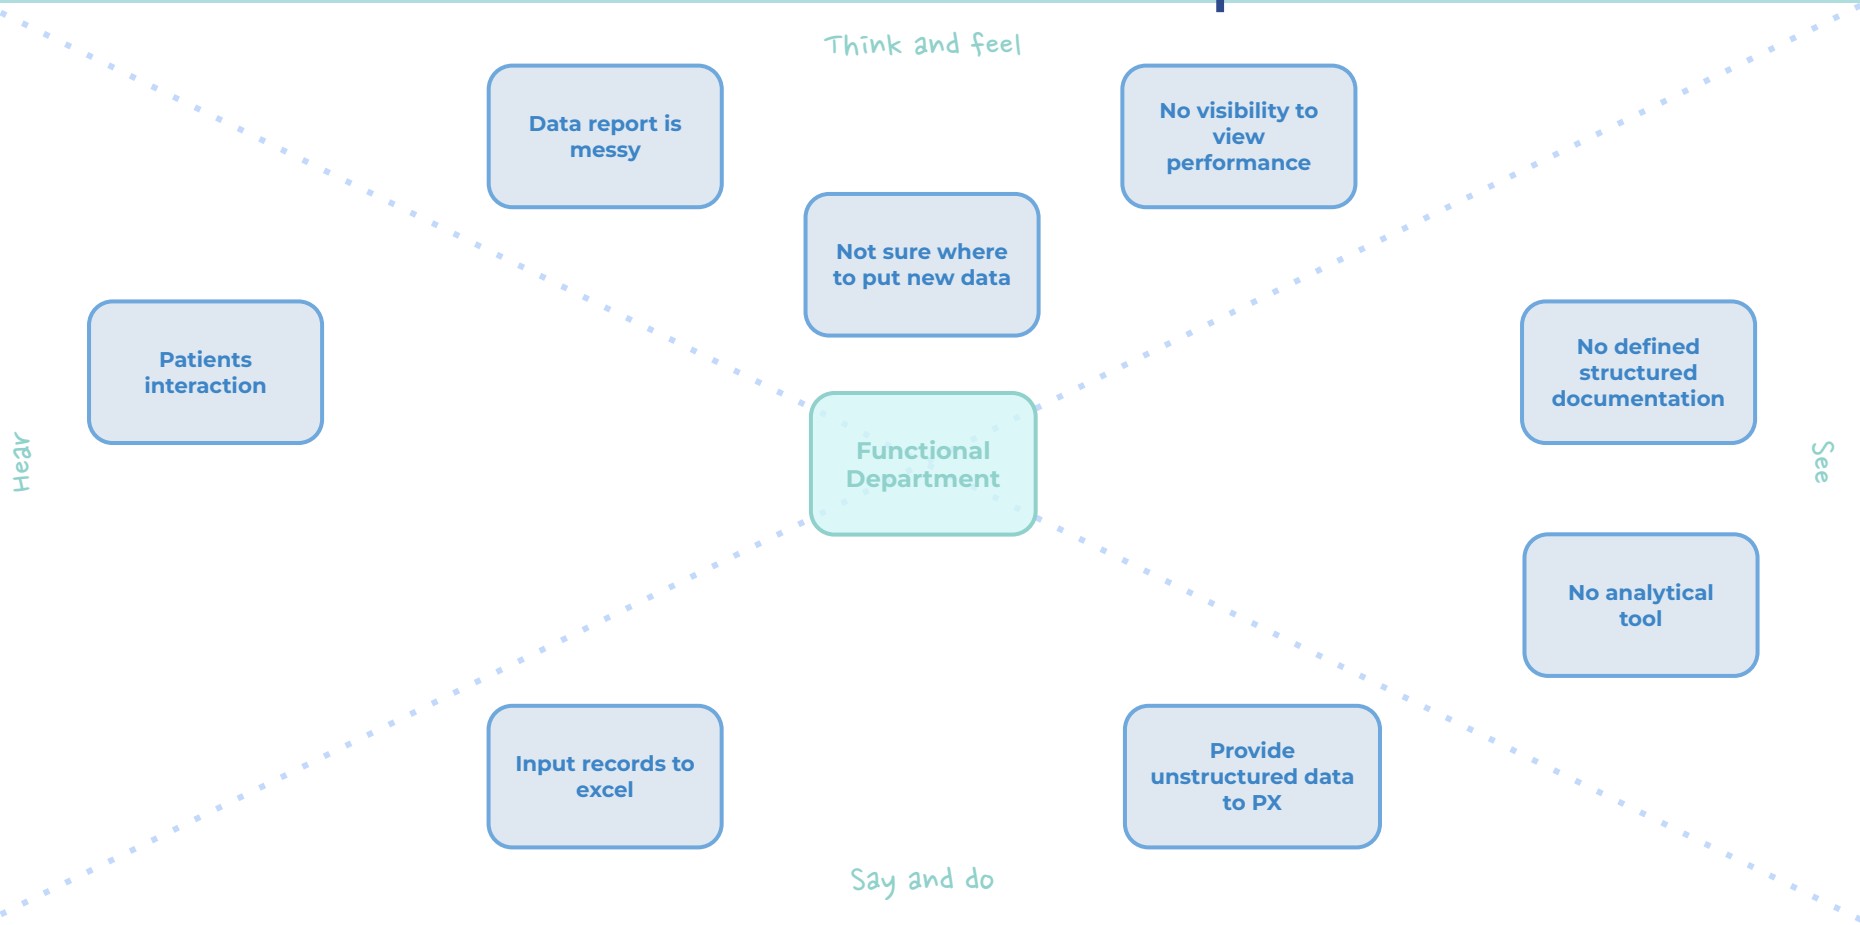 Think and feel
Data report is
messy
No visibility to
view
performance
Not sure where
to put new data
Patients
interaction
No defined
structured
documentation
Hear
Functional
Department
See
No analytical
tool
Input records to
excel
Provide
unstructured data
to PX
Say and do